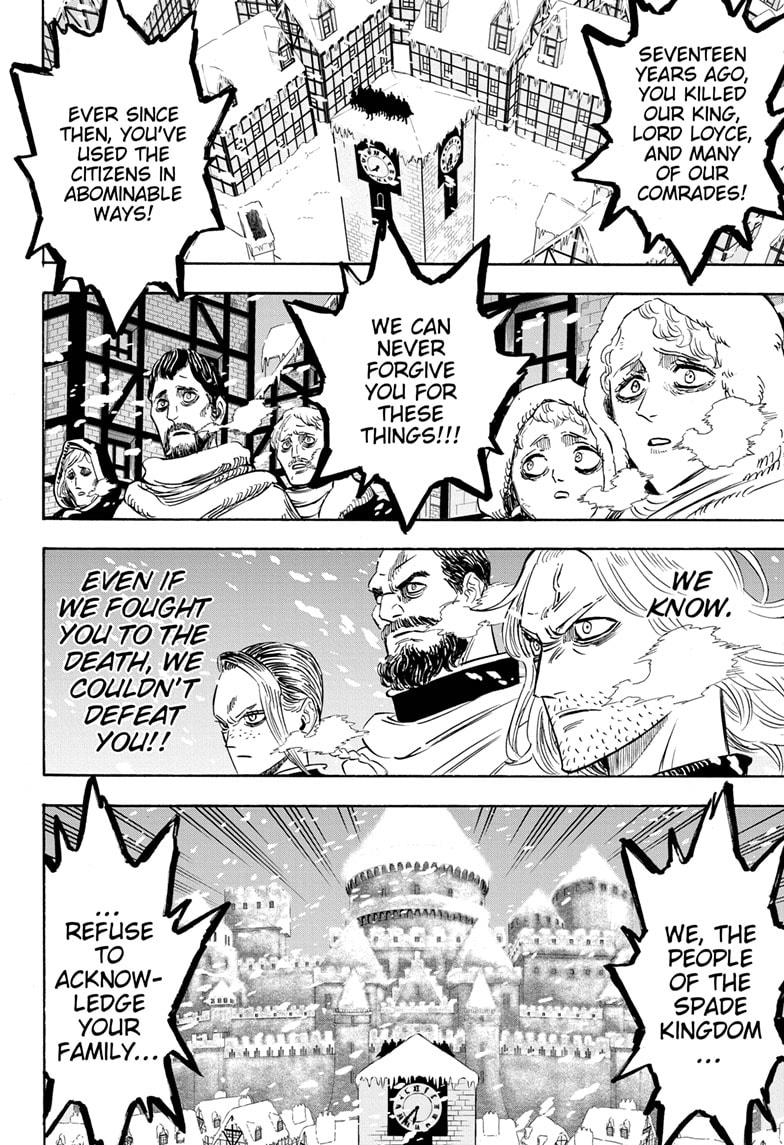 SEVENTEEN
YEARS AGO,
YOU KILLED
OUR KING,
LORD LOYCE,
AND MANY
OF OUR
COMRADES!
EVER SINCE
THEN, YOU'VE
USED THE
CITIZENS IN
ABOMINABLE
WAYS!
WE CAN
NEVER
FORGIVE
YOU FOR
THESE
THINGS!!!
WE
KNOW.
EVEN IF
WE FOUGHT
YOU TO THE
DEATH, WE
COULDN'T
DEFEAT
YOU!!
WE, THE
PEOPLE
OF THE
SPADE
KINGDOM
...
...
REFUSE
TO
ACKNOW-
LEDGE
YOUR
FAMILY...